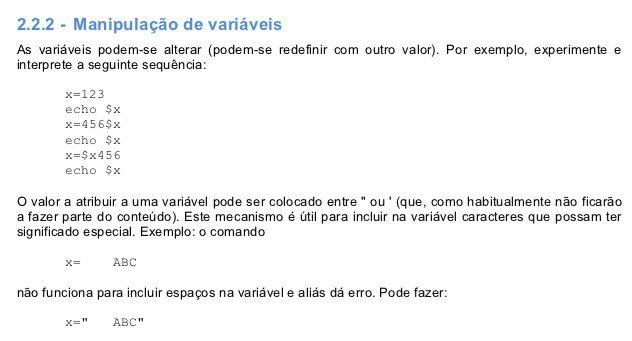 2.2.2 - Manipulação de variáveis
As variáveis podem-se alterar (podem-se redefinir com outro valor). Por exemplo, experimente e
interprete a seguinte sequência:
x=123
echo $x
x=456$x
echo $x
x=$x456
echo $x
O valor a atribuir a uma variável pode ser colocado entre " ou ' (que, como habitualmente não ficarão
a fazer parte do conteúdo). Este mecanismo é útil para incluir na variável caracteres que possam ter
significado especial. Exemplo: o comando
x=    ABC
não funciona para incluir espaços na variável e aliás dá erro. Pode fazer:
x="   ABC"